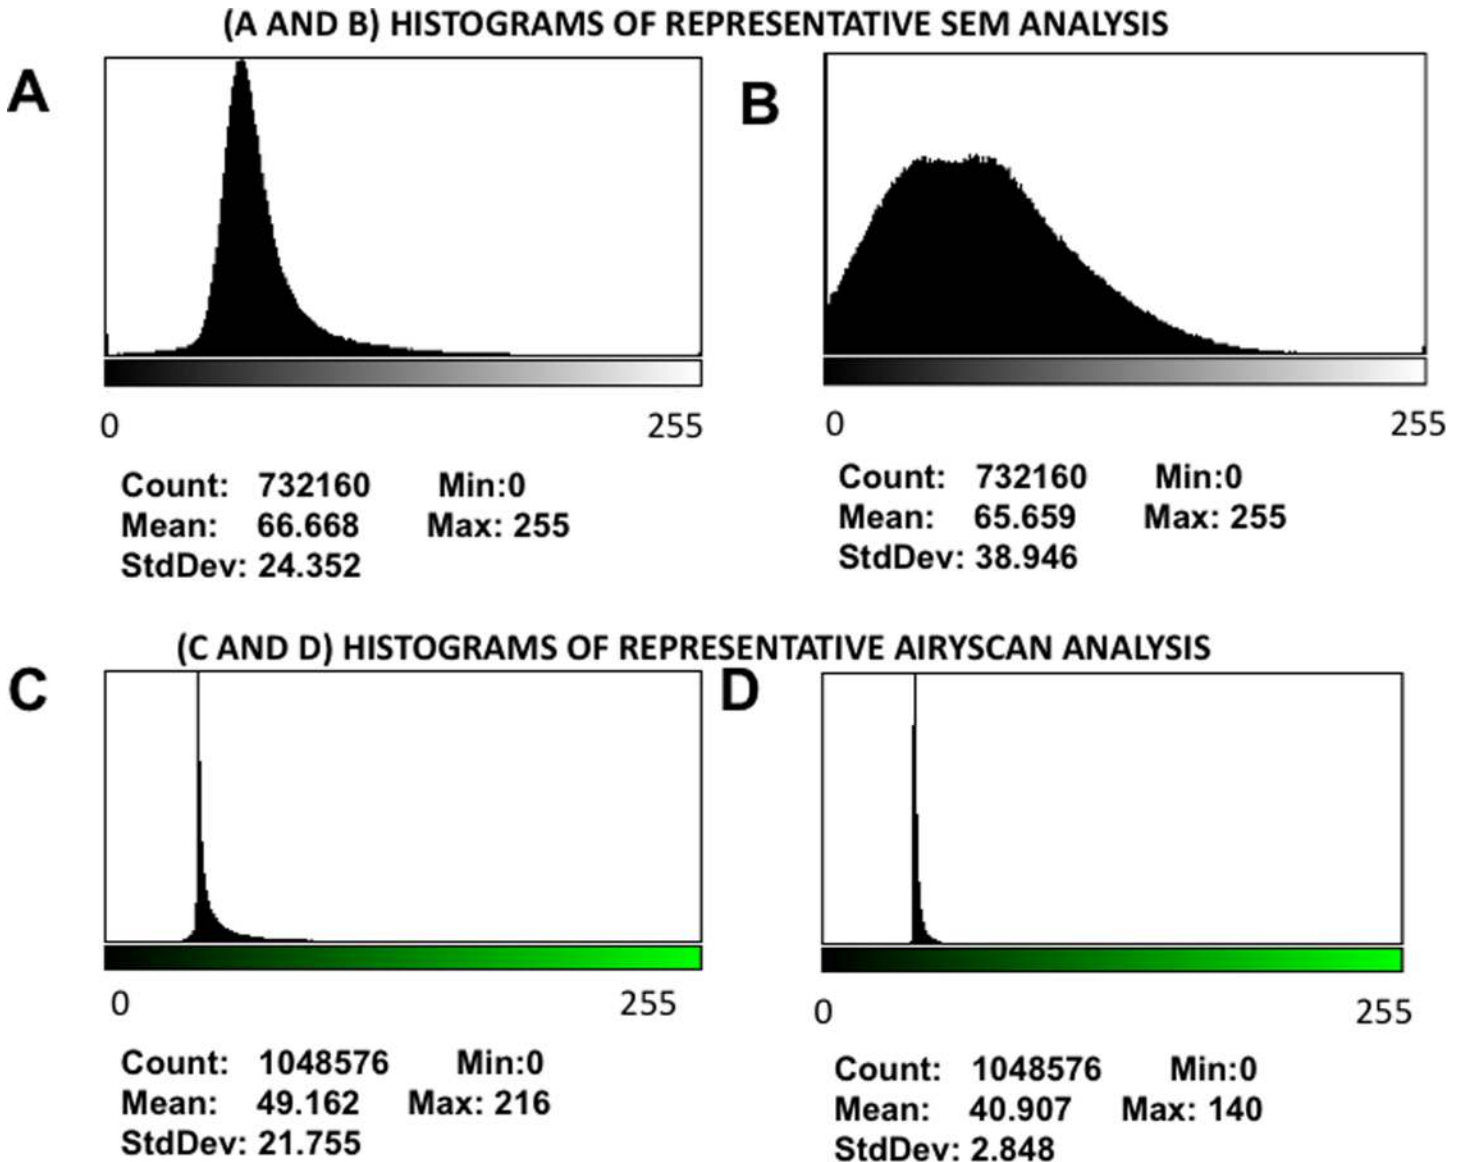 (A AND B) HISTOGRAMS OF REPRESENTATIVE SEM ANALYSIS
A
B
0 255
0 255
Count: 732160 Min:0
Mean: 66.668 Max: 255
StdDev: 24.352
Count: 732160 Min:0
Mean: 65.659 Max: 255
StdDev: 38.946
(C AND D) HISTOGRAMS OF REPRESENTATIVE AIRYSCAN ANALYSIS
C
D
0 255
0 255
Count: 1048576 Min:0
Mean: 49.162 Max: 216
StdDev: 21.755
Count: 1048576 Min:0
Mean: 40.907 Max: 140
StdDev: 2.848